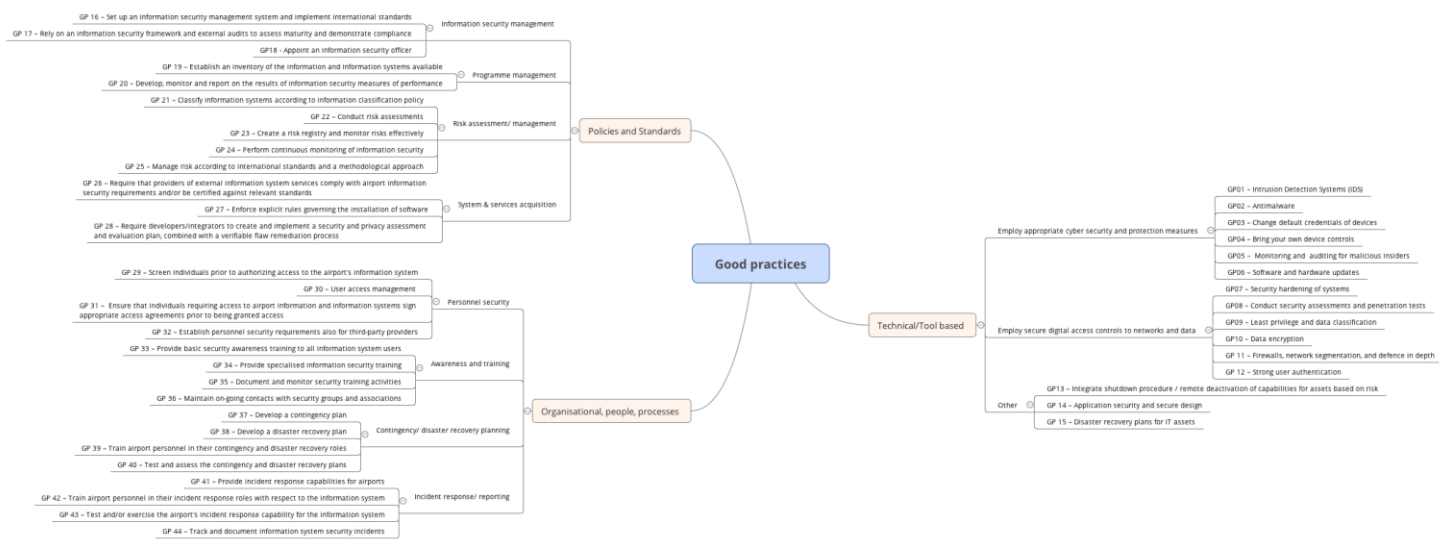 Good practices
Policies and Standards
Information security management
GP 16 – Set up an information security management system and implement international standards
GP 17 – Rely on an information security framework and external audits to assess maturity and demonstrate compliance
GP18 - Appoint an information security officer
Programme management
GP 19 – Establish an inventory of the information and information systems available
GP 20 – Develop, monitor and report on the results of information security measures of performance
Risk assessment/ management
GP 21 – Classify information systems according to information classification policy
GP 22 – Conduct risk assessments
GP 23 – Create a risk registry and monitor risks effectively
GP 24 – Perform continuous monitoring of information security
GP 25 – Manage risk according to international standards and a methodological approach
System & services acquisition
GP 26 – Require that providers of external information system services comply with airport information
security requirements and/or be certified against relevant standards
GP 27 – Enforce explicit rules governing the installation of software
GP 28 – Require developers/integrators to create and implement a security and privacy assessment
and evaluation plan, combined with a verifiable flaw remediation process
Organisational, people, processes
Personnel security
GP 29 – Screen individuals prior to authorizing access to the airport's information system
GP 30 – User access management
GP 31 – Ensure that individuals requiring access to airport information and information systems sign
appropriate access agreements prior to being granted access
GP 32 – Establish personnel security requirements also for third-party providers
Awareness and training
GP 33 – Provide basic security awareness training to all information system users
GP 34 – Provide specialised information security training
GP 35 – Document and monitor security training activities
GP 36 – Maintain on-going contacts with security groups and associations
Contingency/ disaster recovery planning
GP 37 – Develop a contingency plan
GP 38 – Develop a disaster recovery plan
GP 39 – Train airport personnel in their contingency and disaster recovery roles
GP 40 – Test and assess the contingency and disaster recovery plans
Incident response/ reporting
GP 41 – Provide incident response capabilities for airports
GP 42 – Train airport personnel in their incident response roles with respect to the information system
GP 43 – Test and/or exercise the airport's incident response capability for the information system
GP 44 – Track and document information system security incidents
Technical/Tool based
Employ appropriate cyber security and protection measures
GP01 – Intrusion Detection Systems (IDS)
GP02 – Antimalware
GP03 – Change default credentials of devices
GP04 – Bring your own device controls
GP05 – Monitoring and auditing for malicious insiders
GP06 – Software and hardware updates
Employ secure digital access controls to networks and data
GP07 – Security hardening of systems
GP08 – Conduct security assessments and penetration tests
GP09 – Least privilege and data classification
GP10 – Data encryption
GP 11 – Firewalls, network segmentation, and defence in depth
GP 12 – Strong user authentication
Other
GP13 – Integrate shutdown procedure / remote deactivation of capabilities for assets based on risk
GP 14 – Application security and secure design
GP 15 – Disaster recovery plans for IT assets